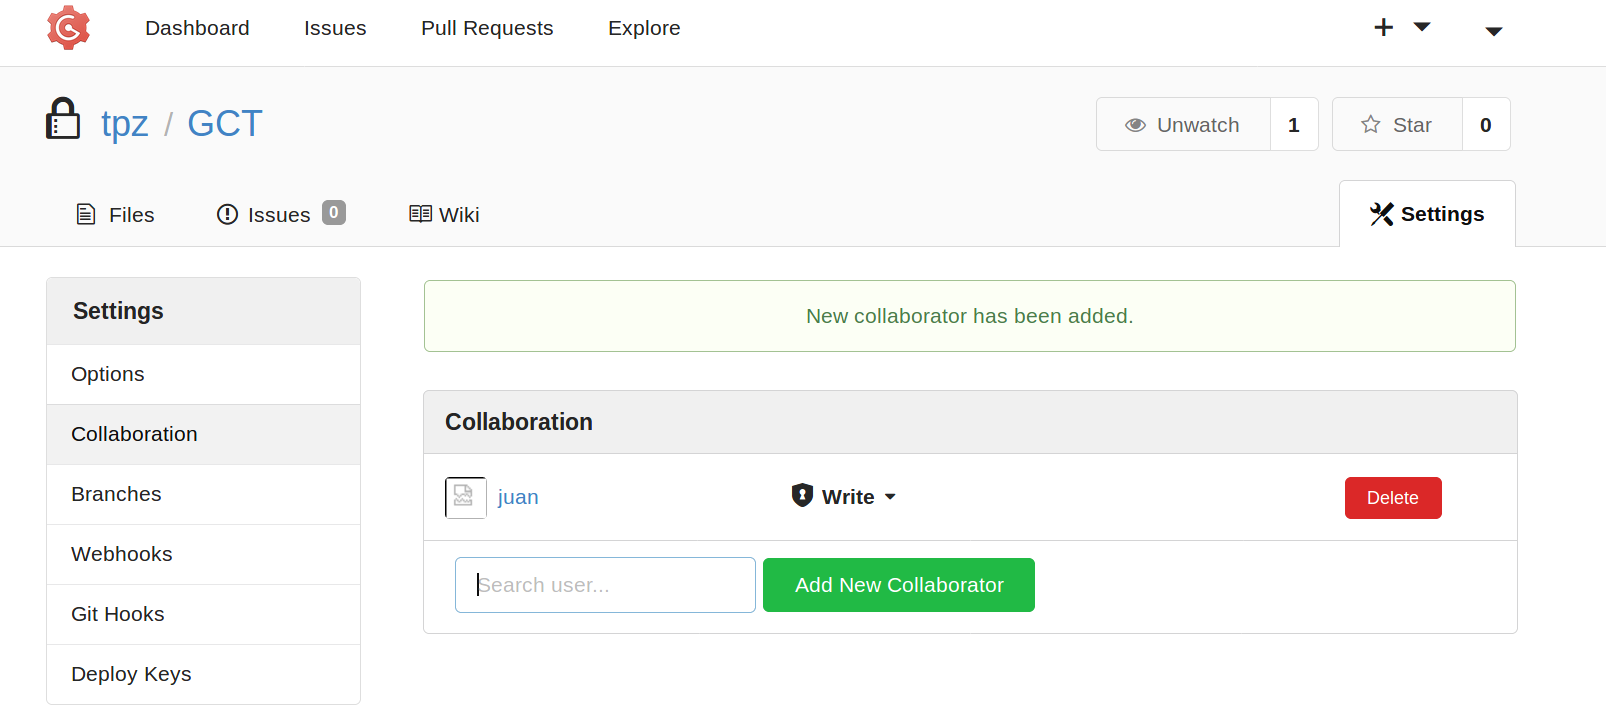 Dashboard Issues Pull Requests Explore
tpz / GCT
Unwatch 1 Star 0
Files Issues 0 Wiki Settings
Settings
Options
Collaboration
Branches
Webhooks
Git Hooks
Deploy Keys
New collaborator has been added.
Collaboration
juan Write Delete
Search user... Add New Collaborator